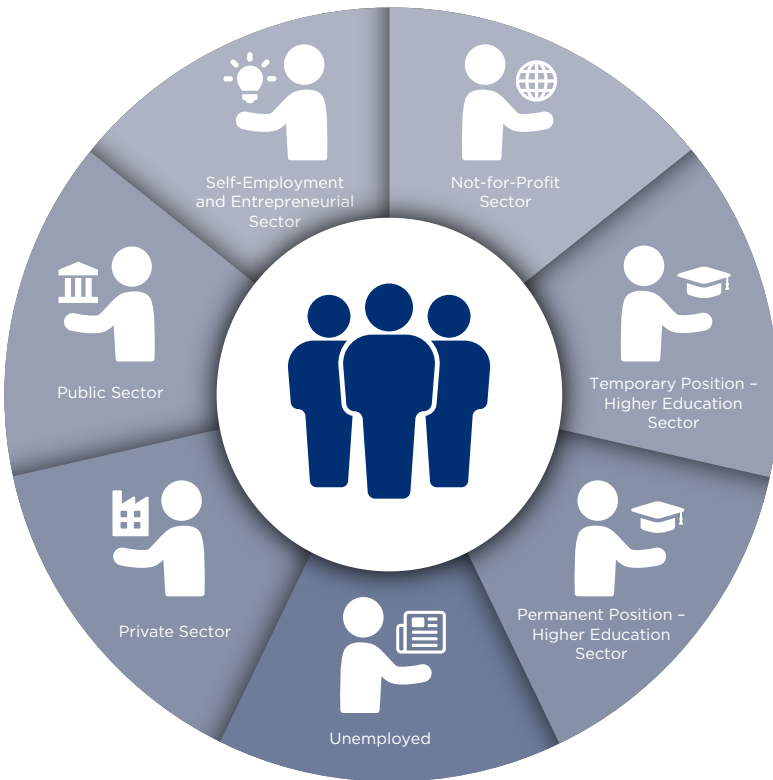 Self-Employment
and Entrepreneurial
Sector
Not-for-Profit
Sector
Public Sector
Temporary Position –
Higher Education
Sector
Private Sector
Permanent Position –
Higher Education
Sector
Unemployed